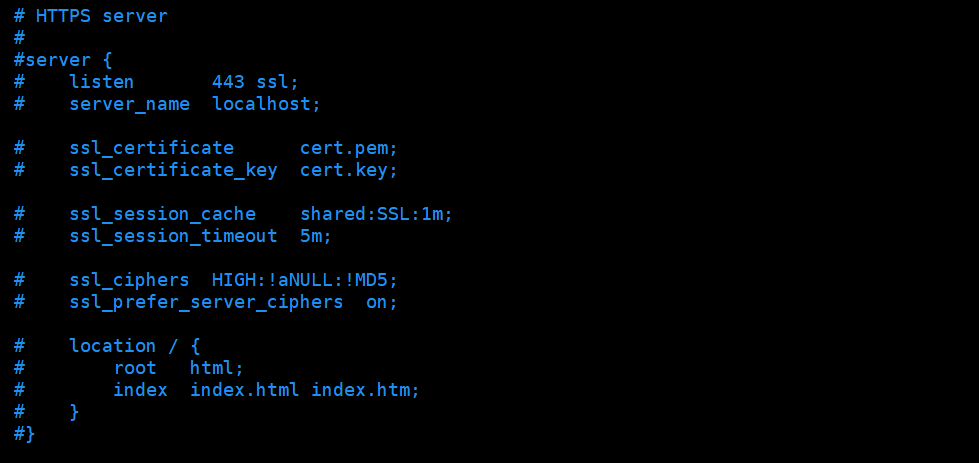 # HTTPS server
#
#server {
#    listen       443 ssl;
#    server_name  localhost;

#    ssl_certificate      cert.pem;
#    ssl_certificate_key  cert.key;

#    ssl_session_cache    shared:SSL:1m;
#    ssl_session_timeout  5m;

#    ssl_ciphers  HIGH:!aNULL:!MD5;
#    ssl_prefer_server_ciphers  on;

#    location / {
#        root   html;
#        index  index.html index.htm;
#    }
#}